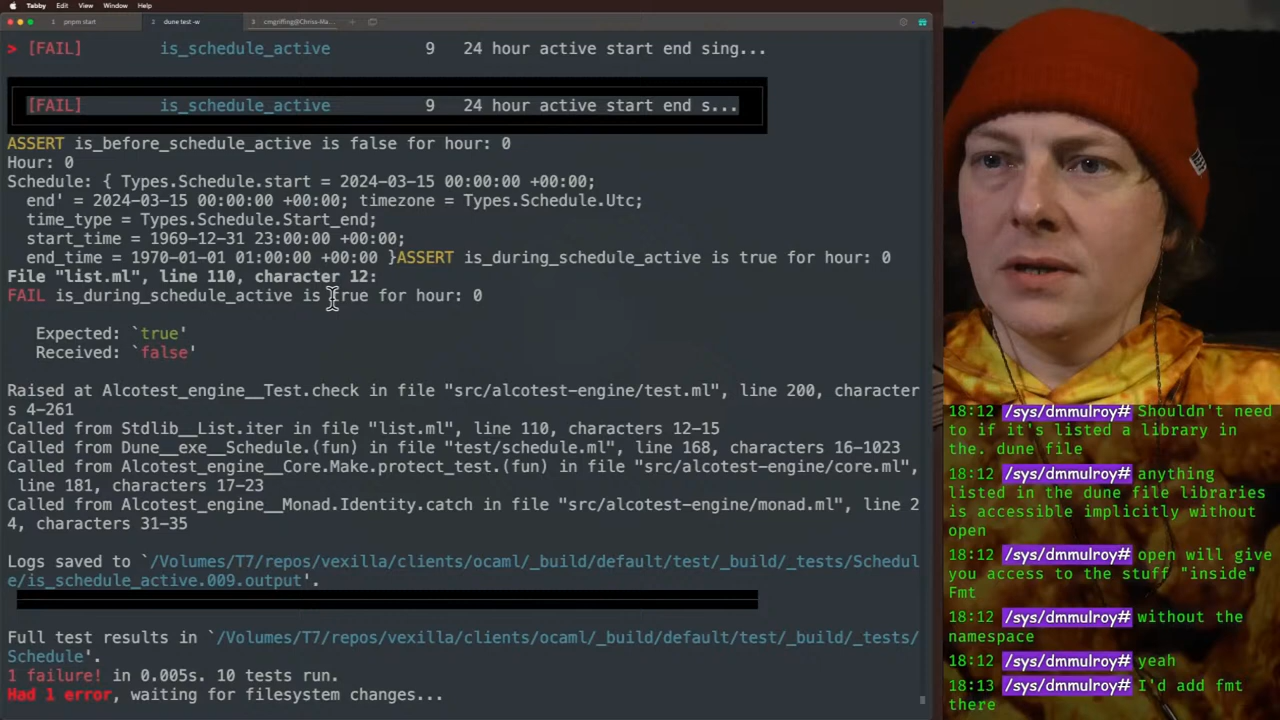 Tabby Edit View Window Help
1 pnpm start 2 dune test -w 3 cmgriffing@Chriss-Ma...
> [FAIL] is_schedule_active 9 24 hour active start end sing...
[FAIL] is_schedule_active 9 24 hour active start end s...
ASSERT is_before_schedule_active is false for hour: 0
Hour: 0
Schedule: { Types.Schedule.start = 2024-03-15 00:00:00 +00:00;
end' = 2024-03-15 00:00:00 +00:00; timezone = Types.Schedule.Utc;
time_type = Types.Schedule.Start_end;
start_time = 1969-12-31 23:00:00 +00:00;
end_time = 1970-01-01 01:00:00 +00:00 }ASSERT is_during_schedule_active is true for hour: 0
File "list.ml", line 110, character 12:
FAIL is_during_schedule_active is true for hour: 0
Expected: `true'
Received: `false'
Raised at Alcotest_engine__Test.check in file "src/alcotest-engine/test.ml", line 200, character
s 4-261
Called from Stdlib__List.iter in file "list.ml", line 110, characters 12-15
Called from Dune__exe__Schedule.(fun) in file "test/schedule.ml", line 168, characters 16-1023
Called from Alcotest_engine__Core.Make.protect_test.(fun) in file "src/alcotest-engine/core.ml",
line 181, characters 17-23
Called from Alcotest_engine__Monad.Identity.catch in file "src/alcotest-engine/monad.ml", line 2
4, characters 31-35
Logs saved to `/Volumes/T7/repos/vexilla/clients/ocaml/_build/default/test/_build/_tests/Schedul
e/is_schedule_active.009.output'.
Full test results in `/Volumes/T7/repos/vexilla/clients/ocaml/_build/default/test/_build/_tests/
Schedule'.
1 failure! in 0.005s. 10 tests run.
Had 1 error, waiting for filesystem changes...
18:12 /sys/dmmulroy# Shouldn't need
to if it's listed a library in
the. dune file
18:12 /sys/dmmulroy# anything
listed in the dune file libraries
is accessible implicitly without
open
18:12 /sys/dmmulroy# open will give
you access to the stuff "inside"
Fmt
18:12 /sys/dmmulroy# without the
namespace
18:12 /sys/dmmulroy# yeah
18:13 /sys/dmmulroy# I'd add fmt
there